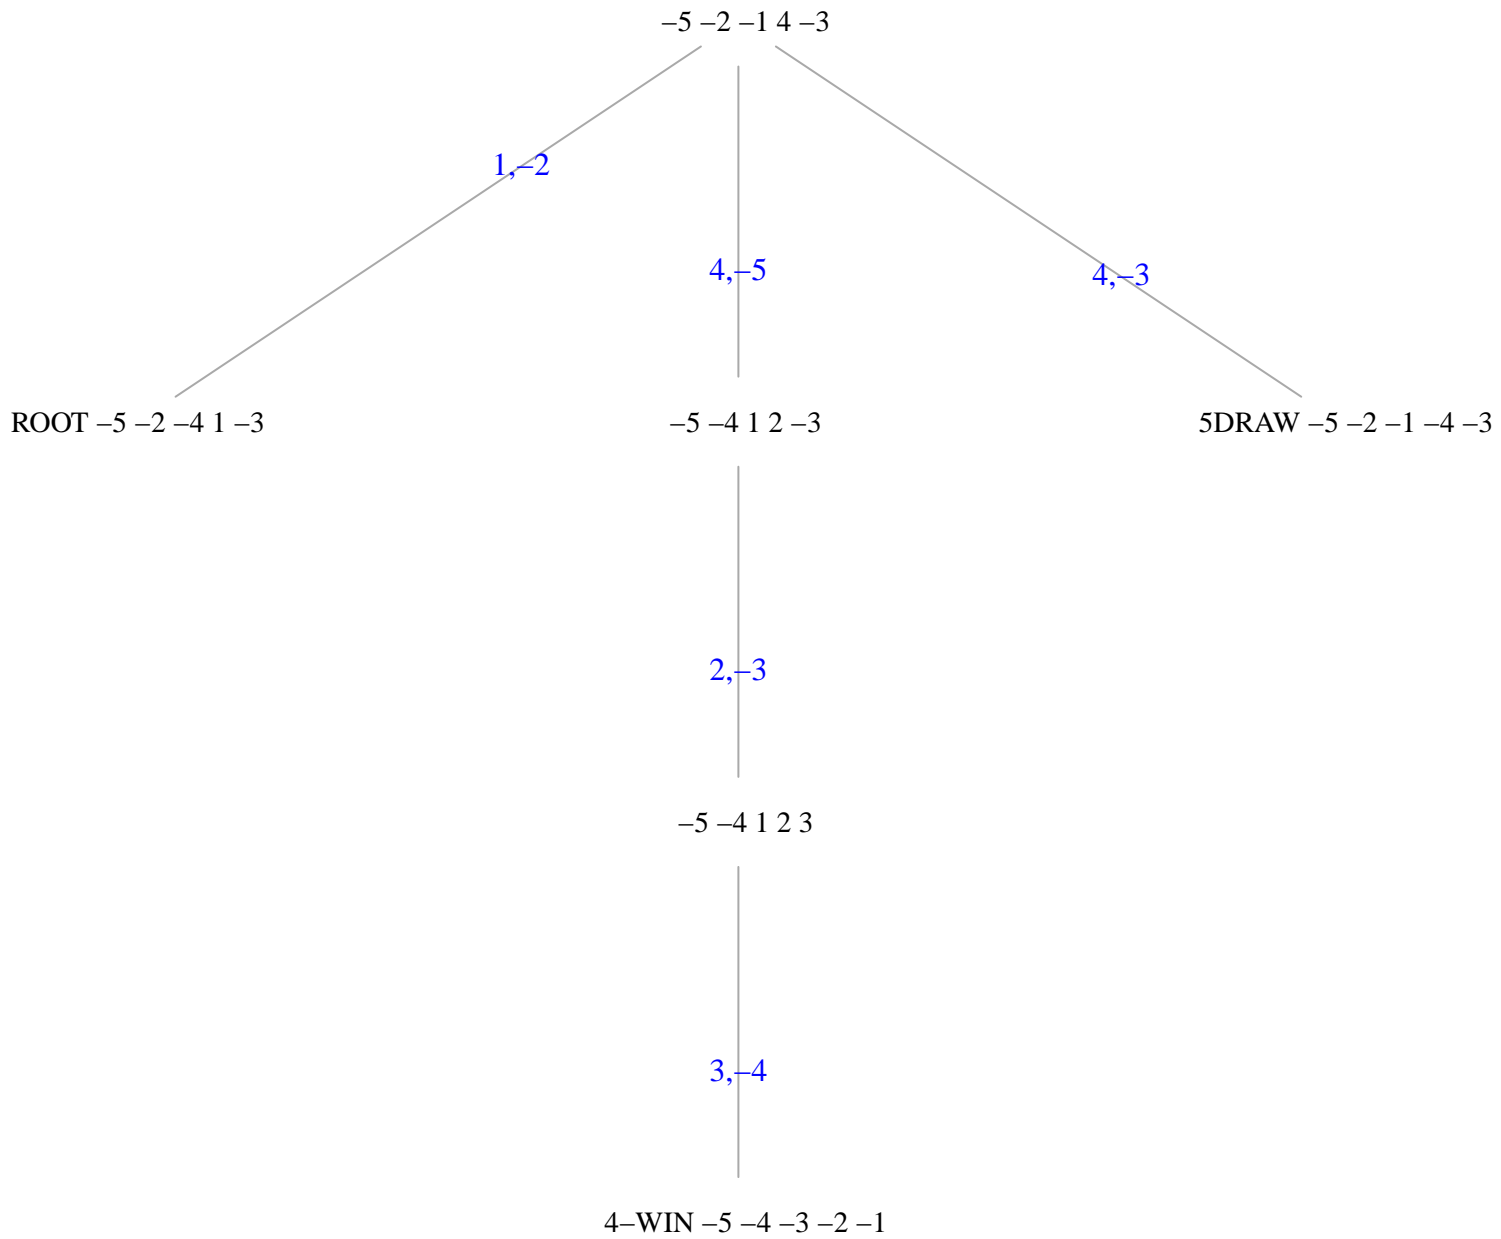 –5 –2 –1 4 –3
1,–2
4,–5
4,–3
ROOT –5 –2 –4 1 –3
–5 –4 1 2 –3
5DRAW –5 –2 –1 –4 –3
2,–3
–5 –4 1 2 3
3,–4
4–WIN –5 –4 –3 –2 –1